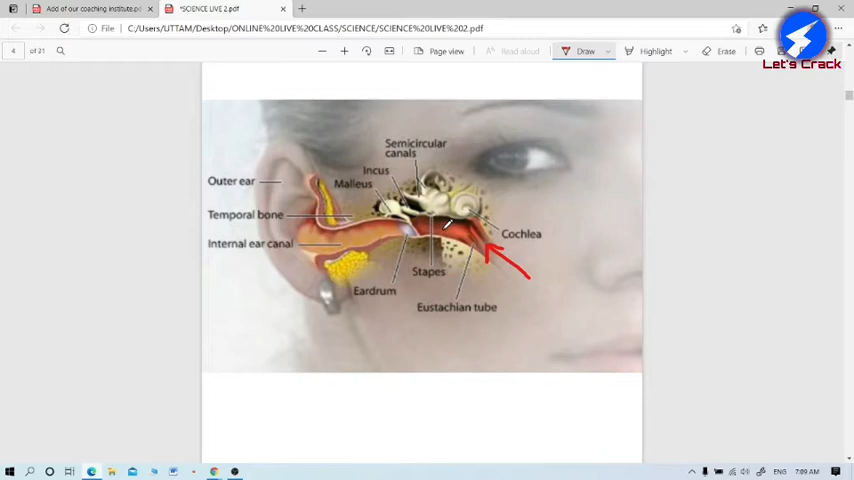 Add of our coaching institute.p
*SCIENCE LIVE 2.pdf
File
C:/Users/UTTAM/Desktop/ONLINE%20LIVE%20CLASS/SCIENCE/SCIENCE%20LIVE%202.pdf
4 of 31
Page view
Read aloud
Draw
Highlight
Erase
Let's Crack
Semicircular
canals
Incus
Malleus
Outer ear
Temporal bone
Internal ear canal
Cochlea
Stapes
Eardrum
Eustachian tube
ENG
7:09 AM